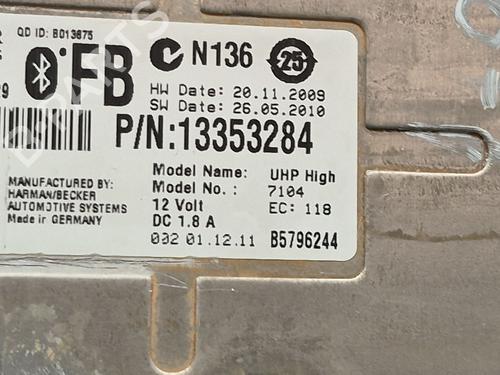 QD ID: B013675
FB N136 25
HW Date: 20.11.2009
SW Date: 26.05.2010
P/N:13353284
Model Name: UHP High
Model No.: 7104
12 Volt EC: 118
DC 1.8 A
MANUFACTURED BY:
HARMAN/BECKER
AUTOMOTIVE SYSTEMS
Made in GERMANY
002 01.12.11 B5796244